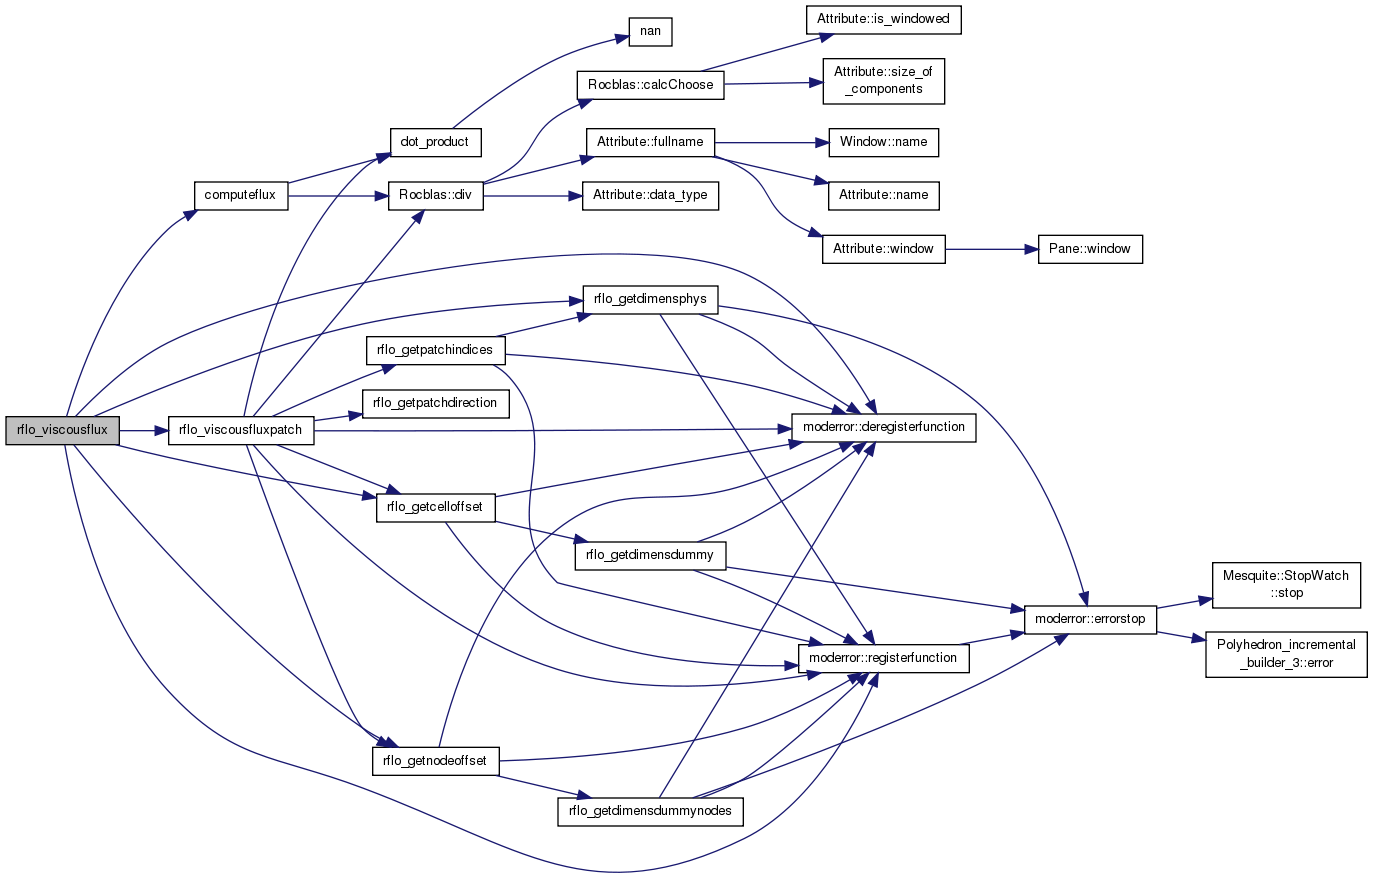 nan
Attribute::is_windowed
Rocblas::calcChoose
Attribute::size_of
_components
dot_product
Attribute::fullname
Window::name
computeflux
Rocblas::div
Attribute::data_type
Attribute::name
Attribute::window
Pane::window
rflo_getdimensphys
rflo_getpatchindices
rflo_getpatchdirection
rflo_viscousflux
rflo_viscousfluxpatch
moderror::deregisterfunction
rflo_getcelloffset
rflo_getdimensdummy
Mesquite::StopWatch
::stop
moderror::errorstop
Polyhedron_incremental
_builder_3::error
moderror::registerfunction
rflo_getnodeoffset
rflo_getdimensdummynodes